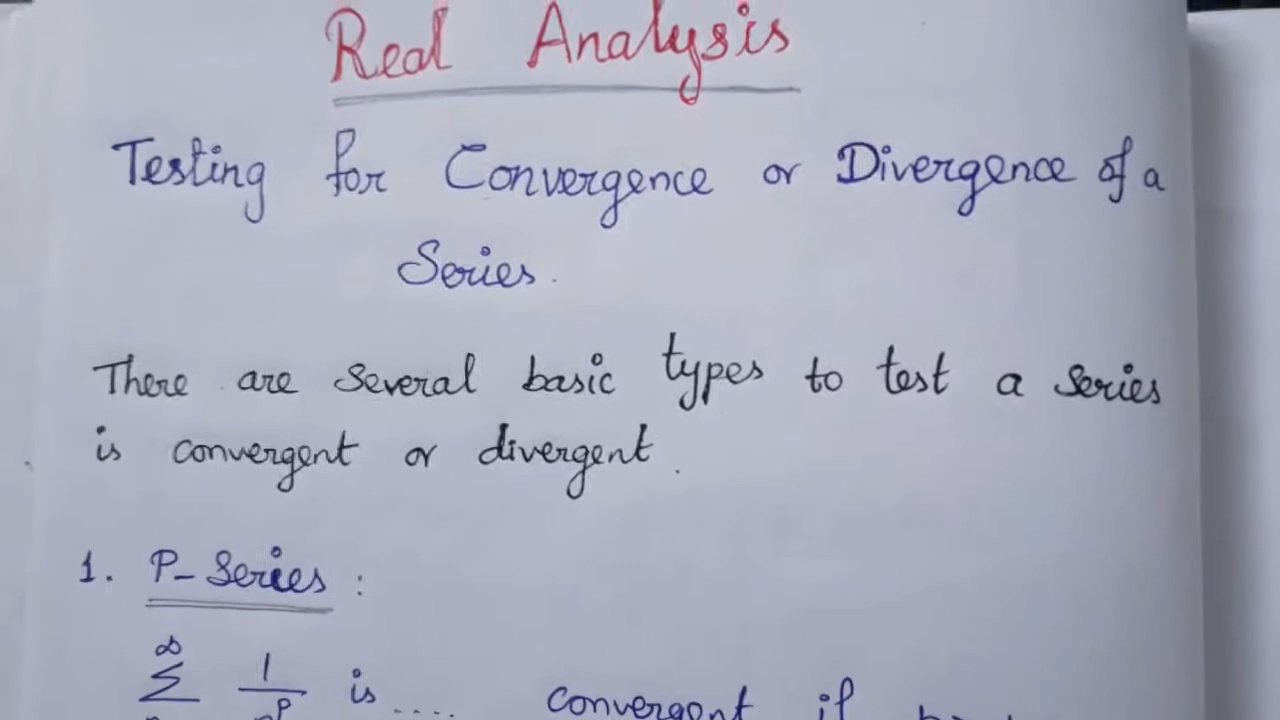 Real Analysis
Testing for Convergence or Divergence of a
Series.
There are several basic types to test a series
is convergent or divergent.
1. P-Series :
∞
∑ 1/n^p is .... convergent if